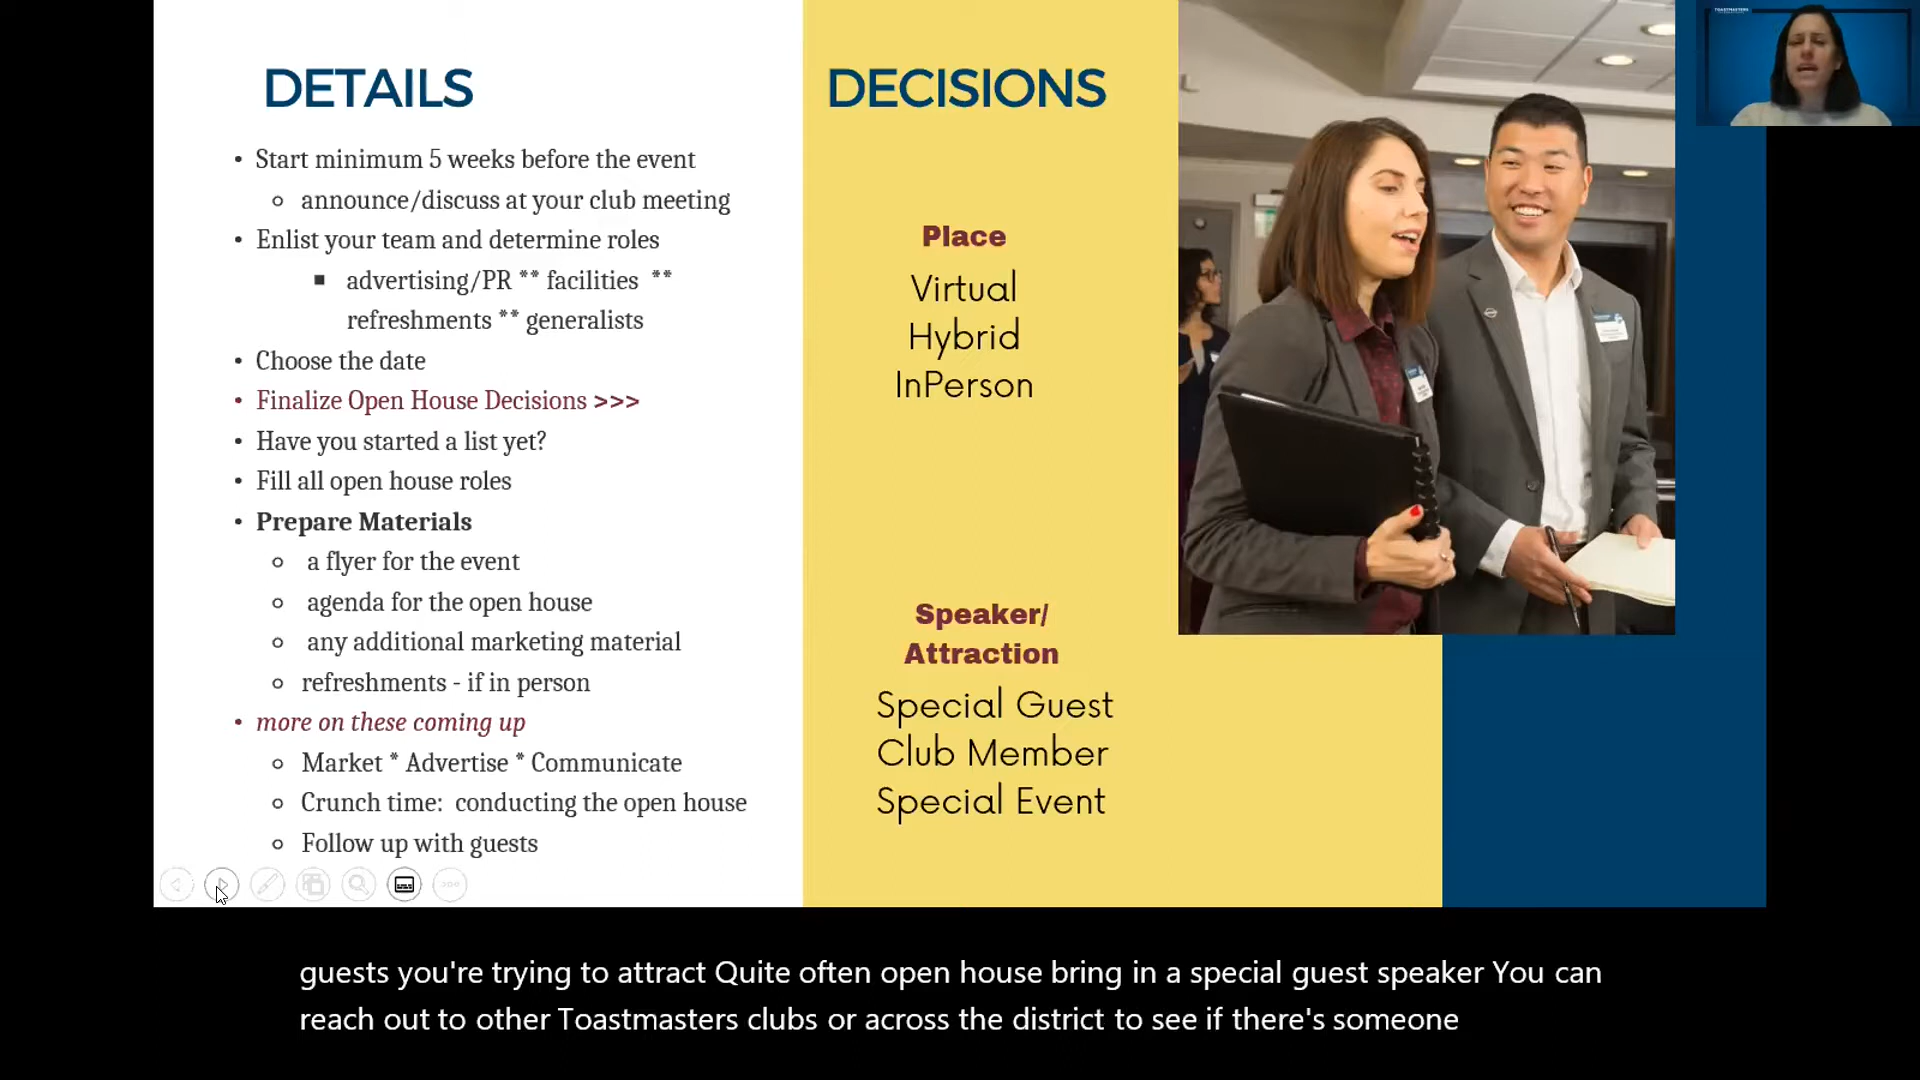 DETAILS
• Start minimum 5 weeks before the event
○ announce/discuss at your club meeting
• Enlist your team and determine roles
■ advertising/PR ** facilities **
refreshments ** generalists
• Choose the date
• Finalize Open House Decisions >>>
• Have you started a list yet?
• Fill all open house roles
• Prepare Materials
○ a flyer for the event
○ agenda for the open house
○ any additional marketing material
○ refreshments - if in person
• more on these coming up
○ Market * Advertise * Communicate
○ Crunch time: conducting the open house
○ Follow up with guests
DECISIONS
Place
Virtual
Hybrid
InPerson
Speaker/
Attraction
Special Guest
Club Member
Special Event
TOASTMASTERS
guests you're trying to attract Quite often open house bring in a special guest speaker You can
reach out to other Toastmasters clubs or across the district to see if there's someone